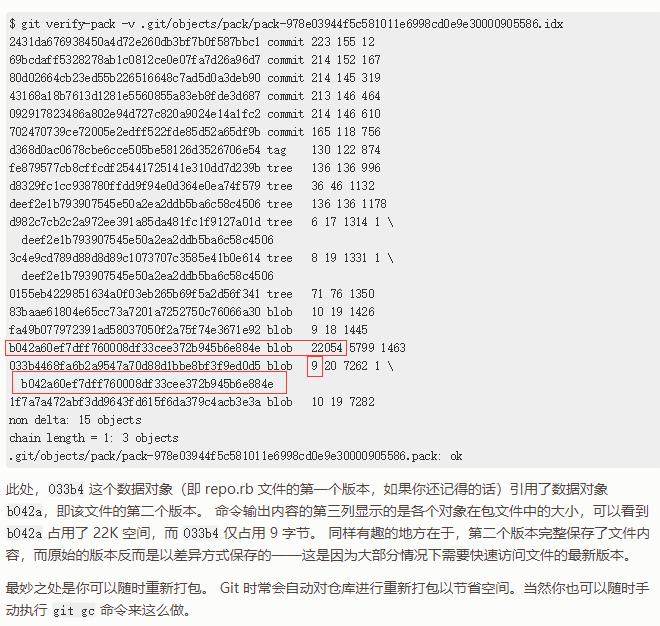 $ git verify-pack -v .git/objects/pack/pack-978e03944f5c581011e6998cd0e9e30000905586.idx
2431da676938450a4d72e260db3bf7b0f587bbc1 commit 223 155 12
69bcdaff5328278ab1c0812ce0e07fa7d26a96d7 commit 214 152 167
80d02664cb23ed55b226516648c7ad5d0a3deb90 commit 214 145 319
43168a18b7613d1281e5560855a83eb8fde3d687 commit 213 146 464
092917823486a802e94d727c820a9024e14a1fc2 commit 214 146 610
702470739ce72005e2edff522fde85d52a65df9b commit 165 118 756
d368d0ac0678cbe6cce505be58126d3526706e54 tag 130 122 874
fe879577cb8cffcdf25441725141e310dd7d239b tree 136 136 996
d8329fc1cc938780ffdd9f94e0d364e0ea74f579 tree 36 46 1132
deef2e1b793907545e50a2ea2ddb5ba6c58c4506 tree 136 136 1178
d982c7cb2c2a972ee391a85da481fc1f9127a01d tree 6 17 1314 1 \
deef2e1b793907545e50a2ea2ddb5ba6c58c4506
3c4e9cd789d88d8d89c1073707c3585e41b0e614 tree 8 19 1331 1 \
deef2e1b793907545e50a2ea2ddb5ba6c58c4506
0155eb4229851634a0f03eb265b69f5a2d56f341 tree 71 76 1350
83baae61804e65cc73a7201a7252750c76066a30 blob 10 19 1426
fa49b077972391ad58037050f2a75f74e3671e92 blob 9 18 1445
b042a60ef7dff760008df33cee372b945b6e884e blob 22054 5799 1463
033b4468fa6b2a9547a70d88d1bbe8bf3f9ed0d5 blob 9 20 7262 1 \
b042a60ef7dff760008df33cee372b945b6e884e
1f7a7a472abf3dd9643fd615f6da379c4acb3e3a blob 10 19 7282
non delta: 15 objects
chain length = 1: 3 objects
.git/objects/pack/pack-978e03944f5c581011e6998cd0e9e30000905586.pack: ok
此处，033b4 这个数据对象（即 repo.rb 文件的第一个版本，如果你还记得的话）引用了数据对象
b042a，即该文件的第二个版本。 命令输出内容的第三列显示的是各个对象在包文件中的大小，可以看到
b042a 占用了 22K 空间，而 033b4 仅占用 9 字节。 同样有趣的地方在于，第二个版本完整保存了文件内
容，而原始的版本反而是以差异方式保存的——这是因为大部分情况下需要快速访问文件的最新版本。
最妙之处是你可以随时重新打包。 Git 时常会自动对仓库进行重新打包以节省空间。当然你也可以随时手
动执行 git gc 命令来这么做。